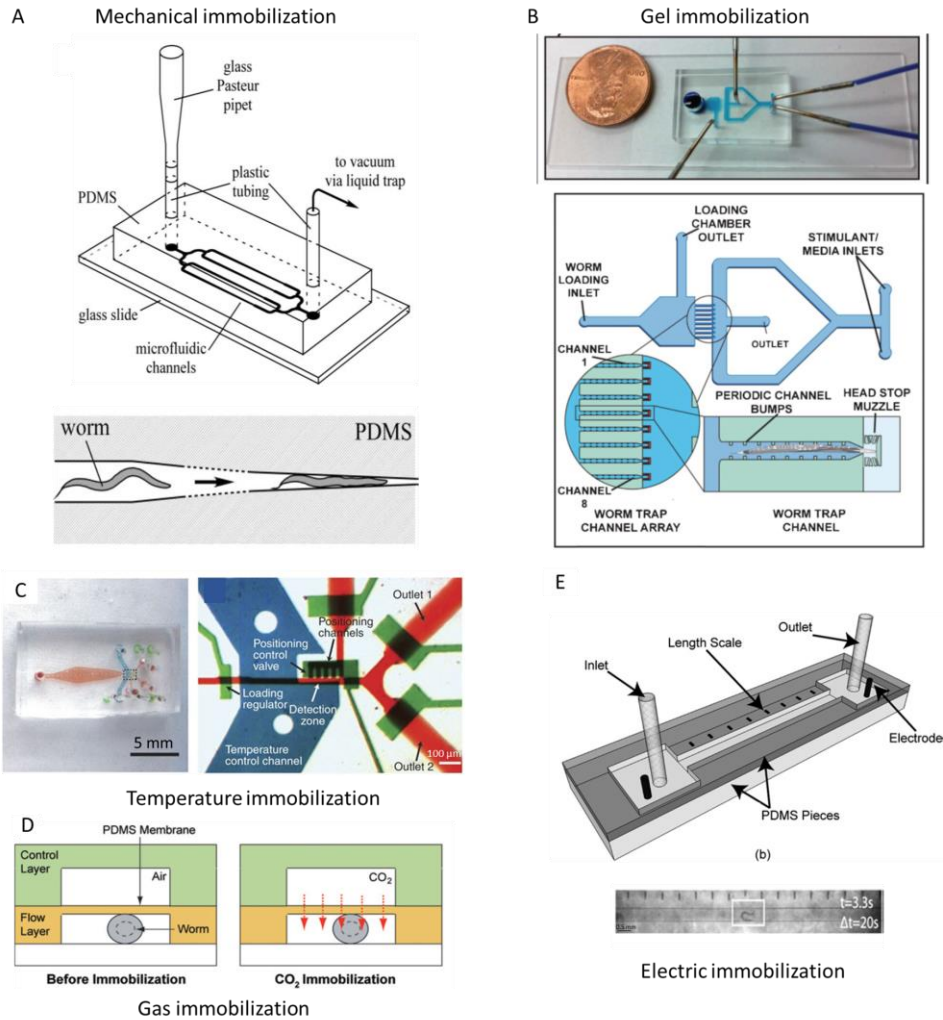 A
Mechanical immobilization
glass
Pasteur
pipet
plastic
tubing
to vacuum
via liquid trap
PDMS
glass slide
microfluidic
channels
worm
PDMS
B
Gel immobilization
LOADING
CHAMBER
OUTLET
STIMULANT/
MEDIA INLETS
WORM
LOADING
INLET
OUTLET
CHANNEL
1
PERIODIC CHANNEL
BUMPS
HEAD STOP
MUZZLE
CHANNEL
8
WORM TRAP
CHANNEL ARRAY
WORM TRAP
CHANNEL
C
5 mm
Positioning
channels
Outlet 1
Positioning
control
valve
Loading
regulator
Detection
zone
Temperature
control channel
100 μm
Outlet 2
Temperature immobilization
D
PDMS Membrane
Control
Layer
Air
Flow
Layer
Worm
Before Immobilization
CO2
CO2 Immobilization
Gas immobilization
E
Outlet
Length Scale
Inlet
Electrode
PDMS Pieces
(b)
t=3.3s
Δt=20s
Electric immobilization